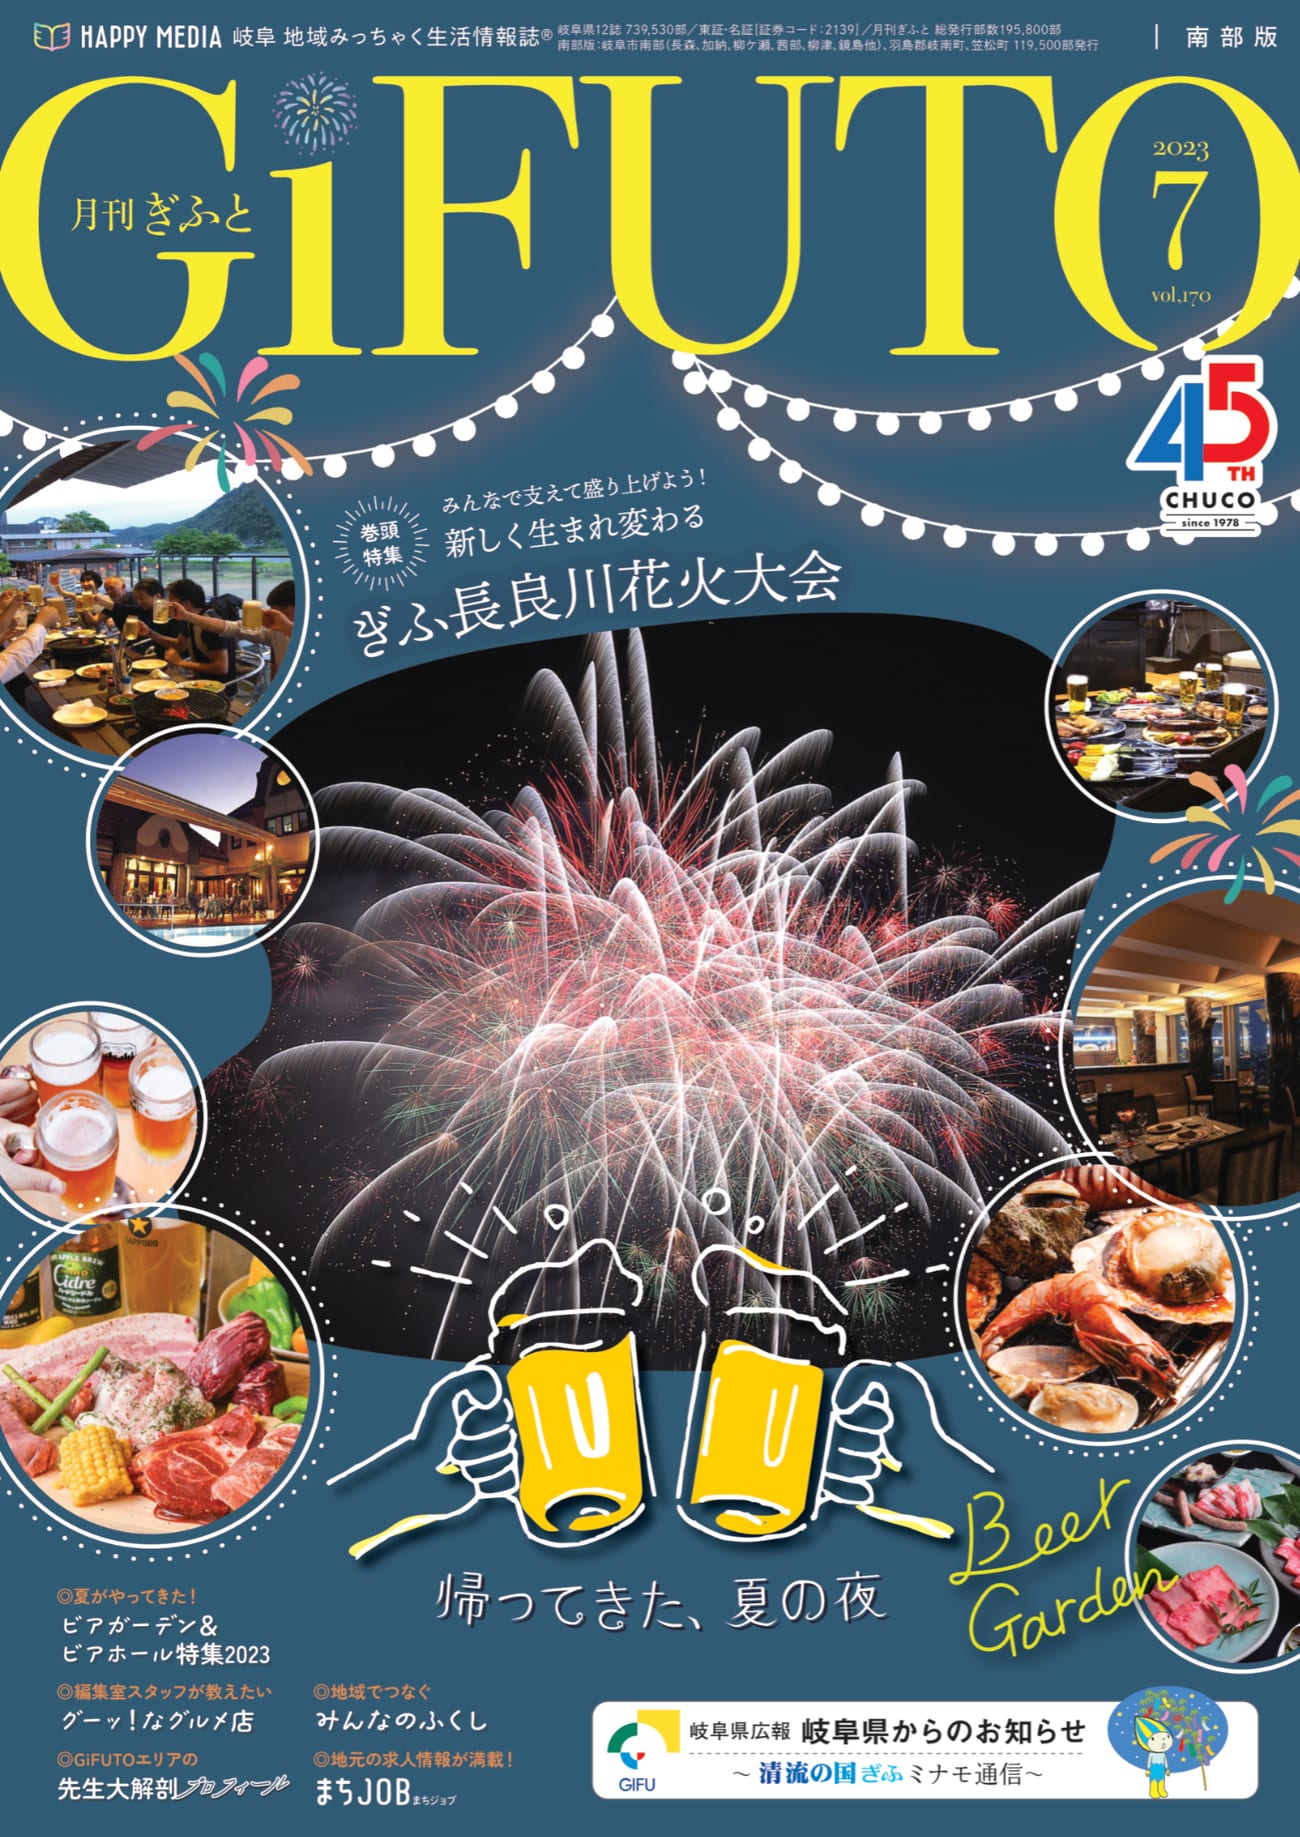 HAPPY MEDIA 岐阜 地域みっちゃく生活情報誌®
岐阜県12誌 739,530部／東証・名証[証券コード：2139]／月刊ぎふと 総発行部数195,800部
南部版：岐阜市南部（長森、加納、柳ケ瀬、茜部、柳津、鏡島他）、羽島郡岐南町、笠松町 119,500部発行
南部版
GiFUTO
月刊ぎふと
2023
7
vol,170
45TH
CHUCO
since 1978
巻頭
特集
みんなで支えて盛り上げよう！
新しく生まれ変わる
ぎふ長良川花火大会
SAPPORO
APPLE BREW
Cidre
帰ってきた、夏の夜
Beer
Garden
◎夏がやってきた！
ビアガーデン＆
ビアホール特集2023
◎編集室スタッフが教えたい
グーッ！なグルメ店
◎GiFUTOエリアの
先生大解剖プロフィール
◎地域でつなぐ
みんなのふくし
◎地元の求人情報が満載！
まちJOBまちジョブ
GIFU
岐阜県広報 岐阜県からのお知らせ
～清流の国ぎふミナモ通信～